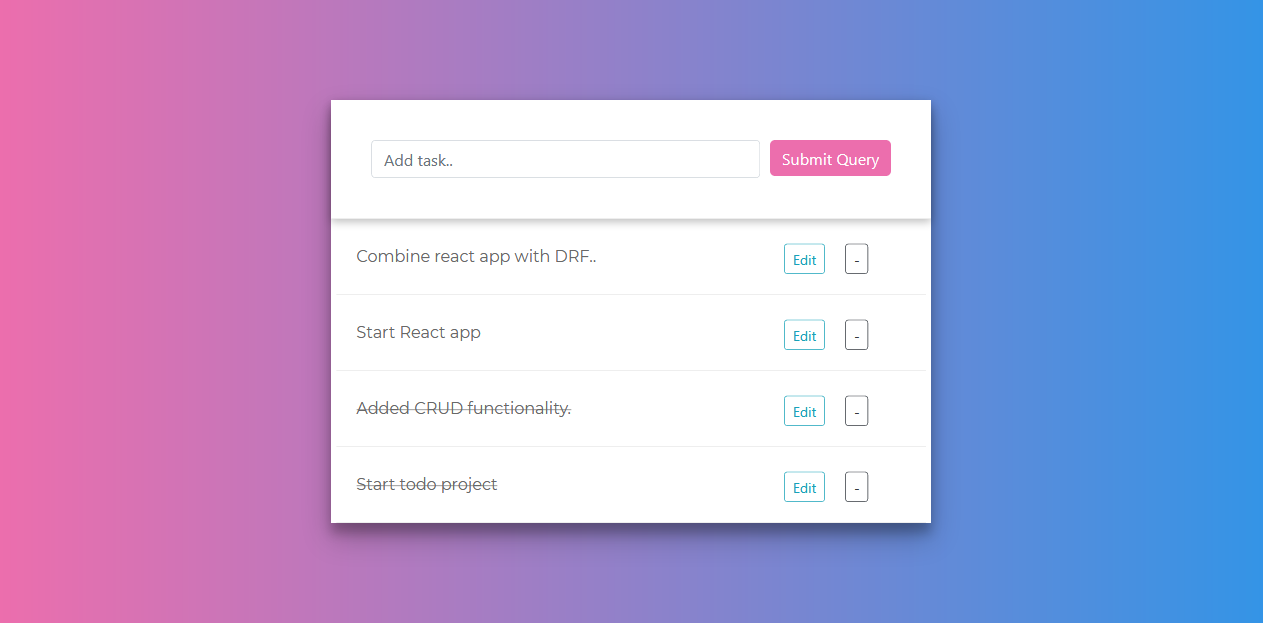 Add task..
Submit Query
Combine react app with DRF..
Edit
-
Start React app
Edit
-
Added CRUD functionality.
Edit
-
Start todo project
Edit
-